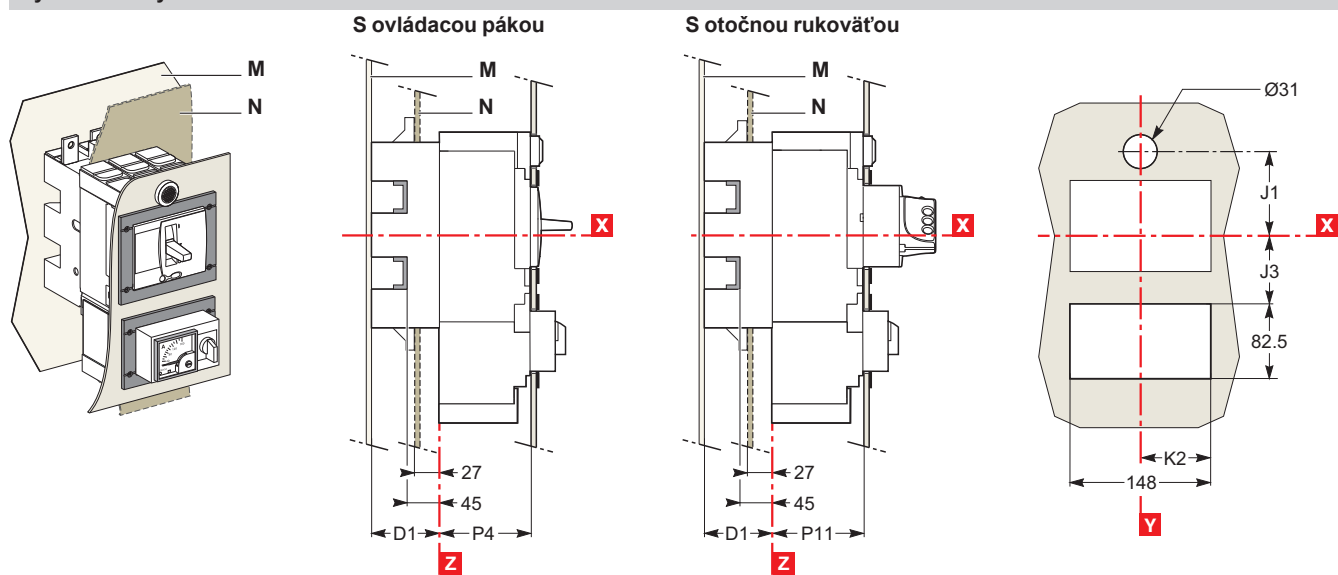 S ovládacou pákou
S otočnou rukoväťou
M
N
M
N
X
27
45
D1
P4
Z
M
N
X
27
45
D1
P11
Z
Ø31
J1
X
J3
82.5
K2
148
Y